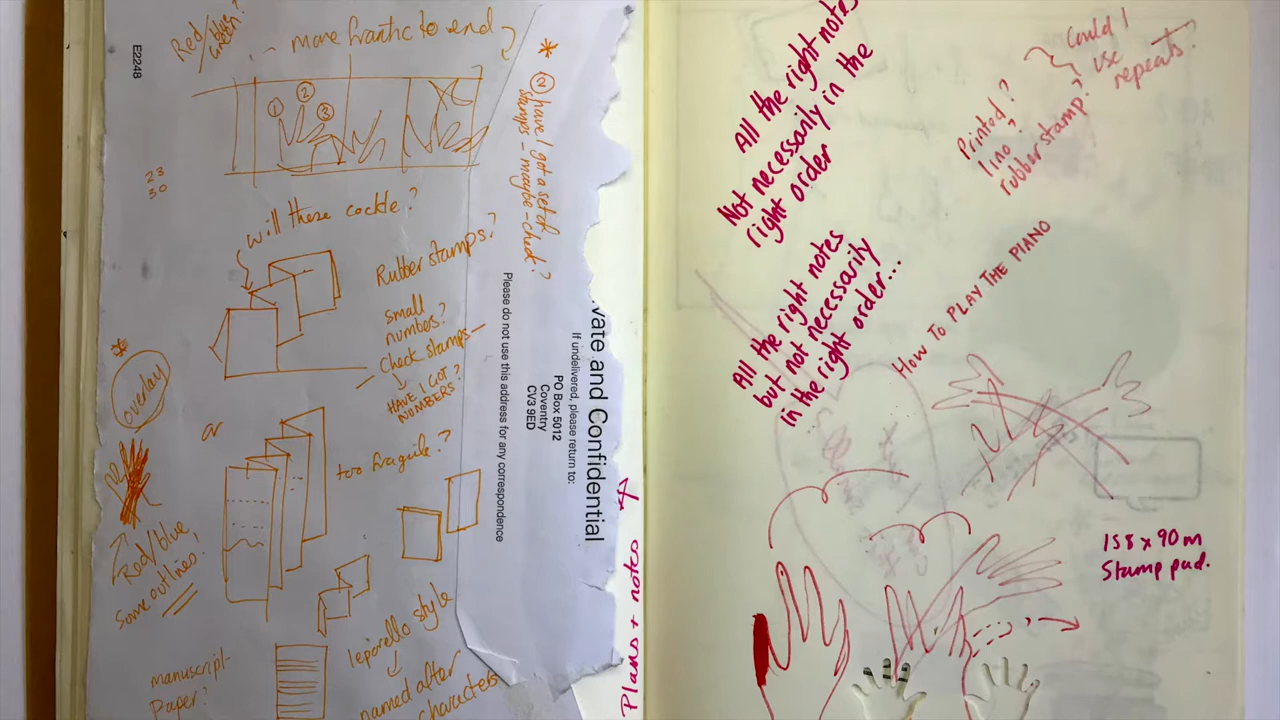 Red/
blue
Green?
- more frantic to end
1
2
3
23
30
will these cockle?
Rubber stamps?
small
numbers?
Check stamps -
HAVE I GOT
NUMBERS?
*
overlay
or
too fragile?
Red/blue,
Some outlines!
manuscript-
Paper?
leporello style
named after
characters
E2248
*
2 have I got a set of
stamps - maybe - check?
Please do not use this address for any correspondence
vate and Confidential
If undelivered, please return to:
PO Box 5012
Coventry
CV3 9ED
Plans + notes
All the right notes
Not necessarily in the
right order
All the right notes
but not necessarily
in the right order...
Printed?
lino?
rubber stamp?
Could I
use
repeats?
HOW TO PLAY THE PIANO
158 x 90 m
Stamp pad.